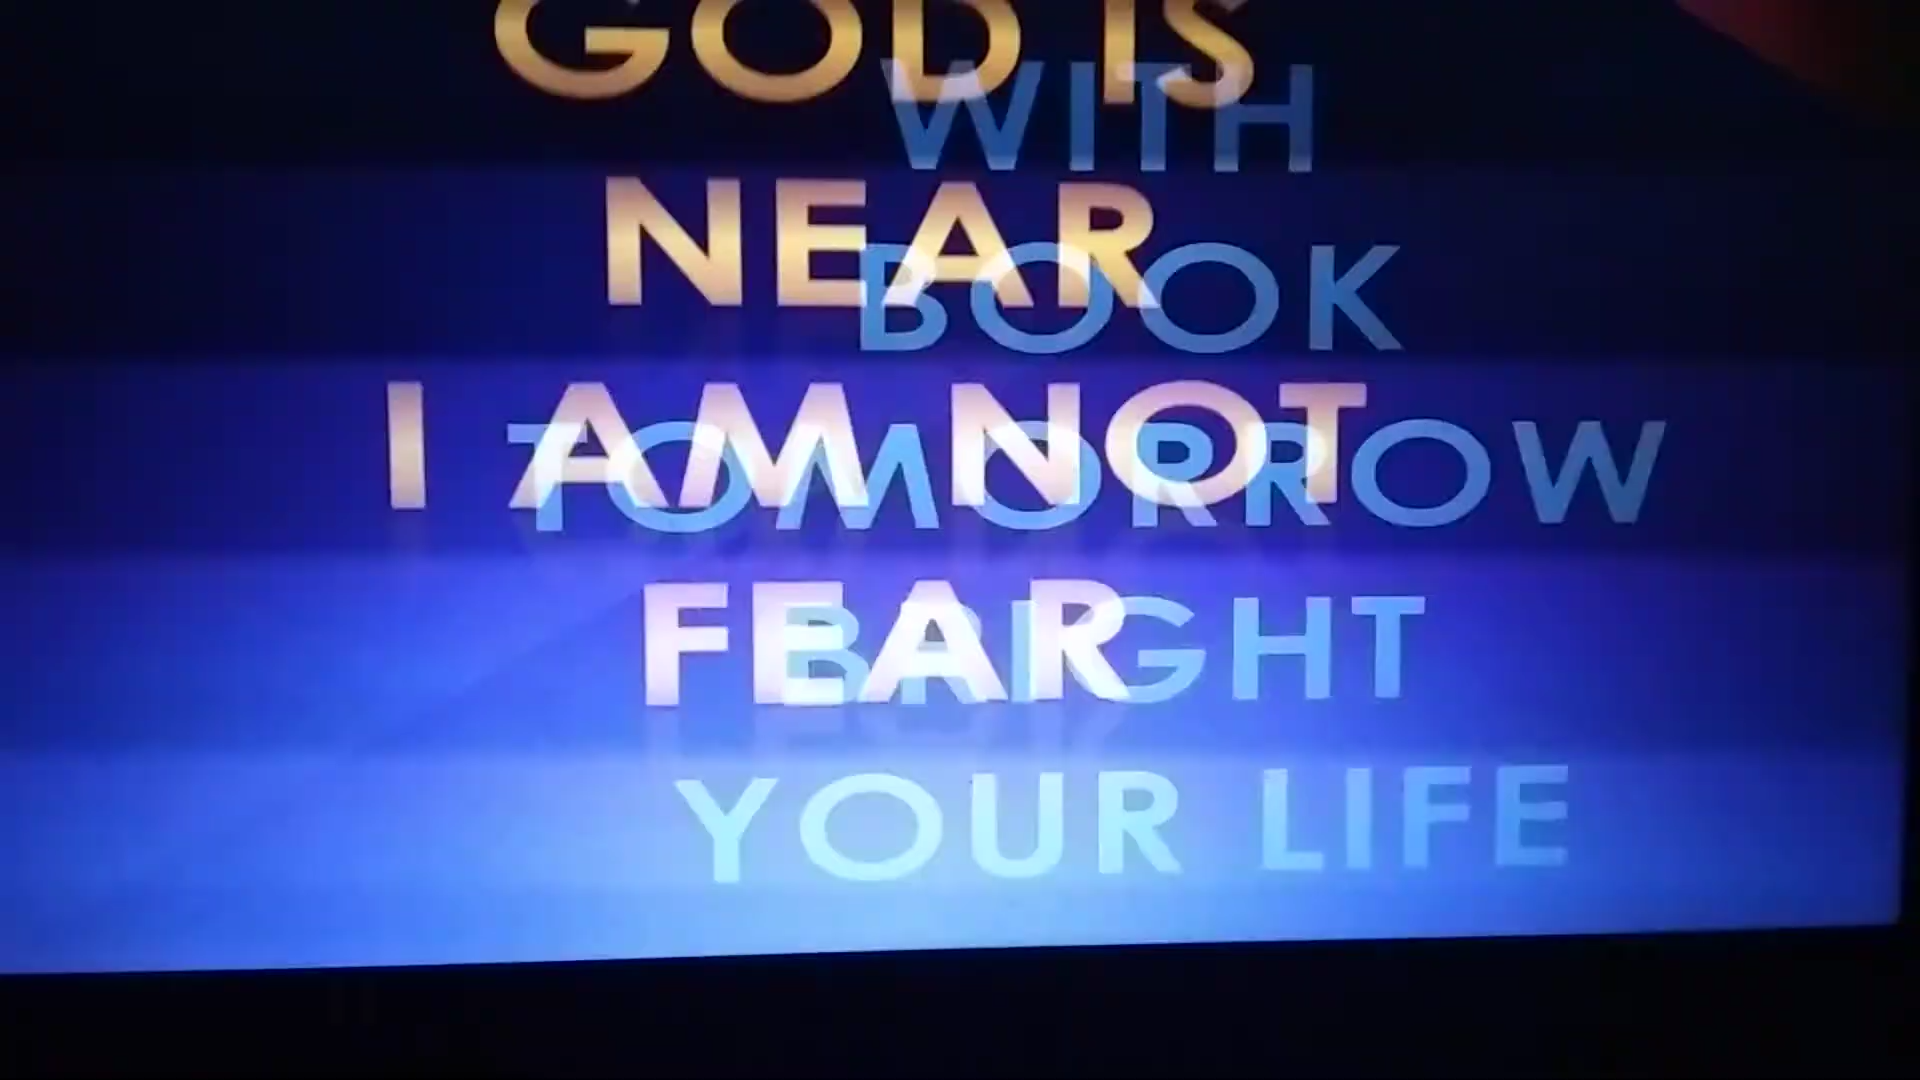 GOD IS
NEAR
I AM NOT
FEAR
WITH
BOOK
TOMORROW
BRIGHT
YOUR LIFE